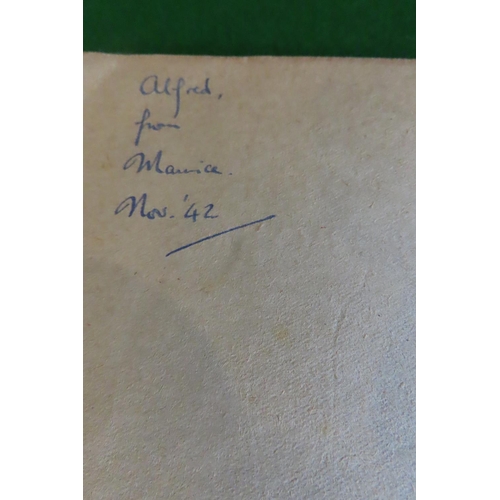 Alfred,
from
Maurice.
Nov. '42